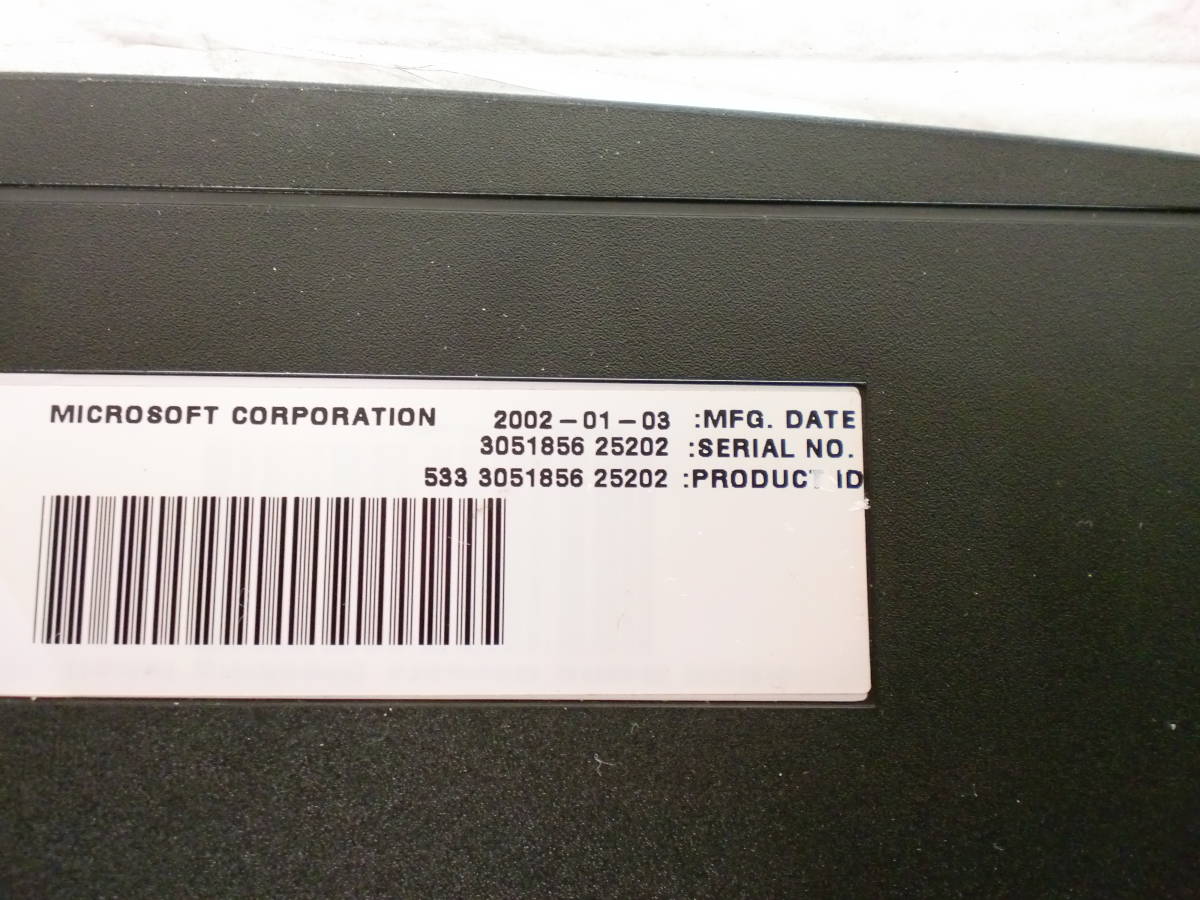 MICROSOFT CORPORATION 2002-01-03 :MFG. DATE
3051856 25202 :SERIAL NO.
533 3051856 25202 :PRODUCT ID